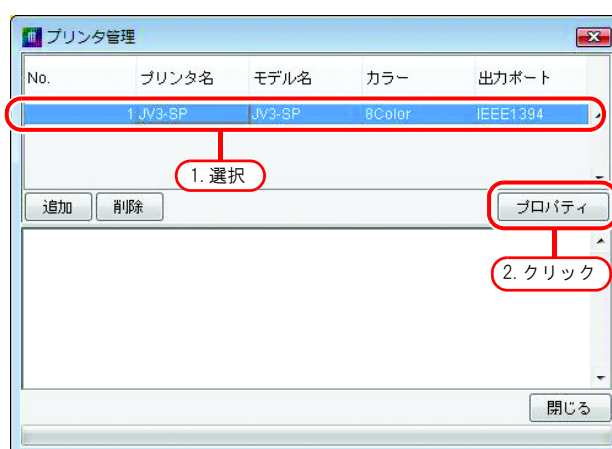 プリンタ管理
No. プリンタ名 モデル名 カラー 出力ポート
1 JV3-SP JV3-SP 8Color IEEE1394
1. 選択
追加 削除 プロパティ
2. クリック
閉じる